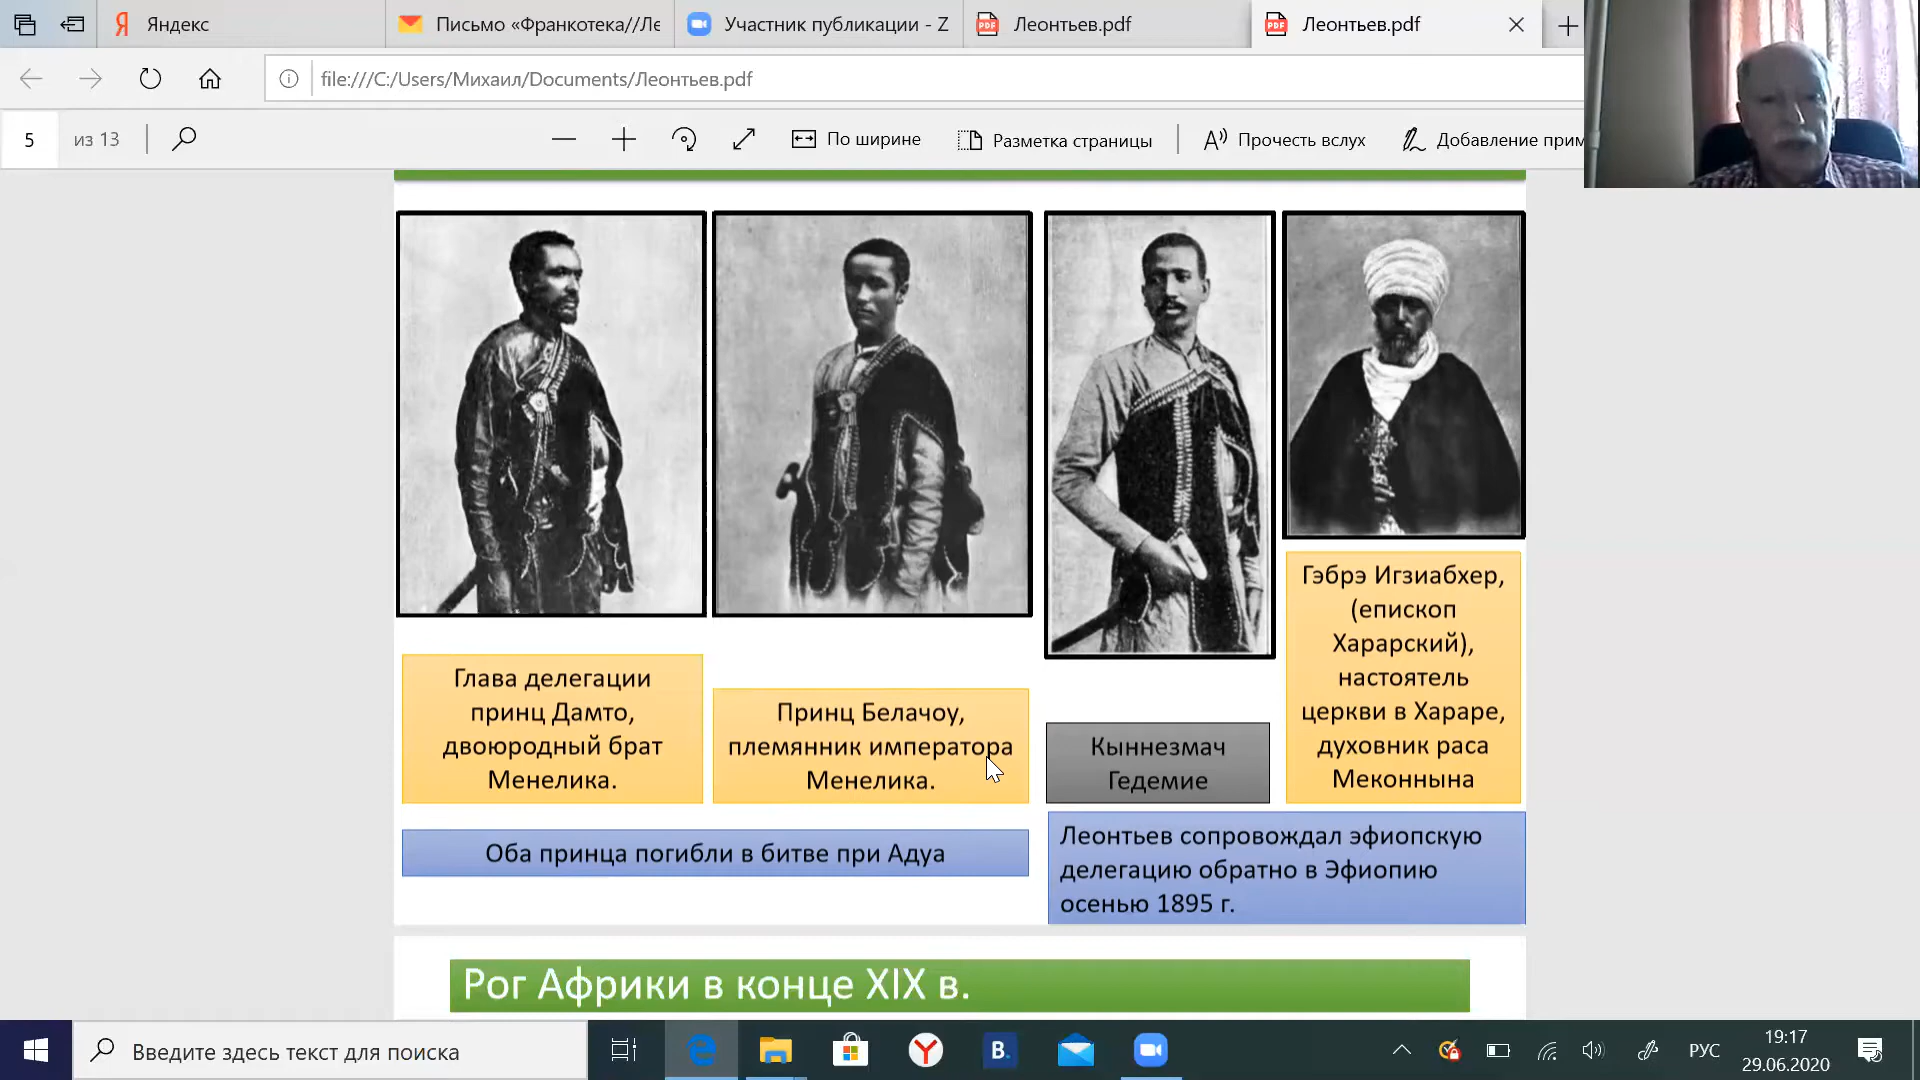 Яндекс
Письмо «Франкотека//Ле
Участник публикации - Z
Леонтьев.pdf
Леонтьев.pdf
file:///C:/Users/Михаил/Documents/Леонтьев.pdf
5 из 13
По ширине
Разметка страницы
Прочесть вслух
Добавление прим
Глава делегации
принц Дамто,
двоюродный брат
Менелика.
Принц Белачоу,
племянник императора
Менелика.
Кыннезмач
Гедемие
Гэбрэ Игзиабхер,
(епископ
Харарский),
настоятель
церкви в Хараре,
духовник раса
Меконнына
Оба принца погибли в битве при Адуа
Леонтьев сопровождал эфиопскую
делегацию обратно в Эфиопию
осенью 1895 г.
Рог Африки в конце XIX в.
Введите здесь текст для поиска
B.
РУС
19:17
29.06.2020